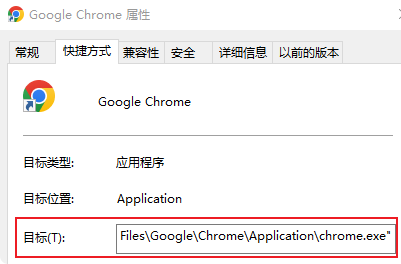 Google Chrome 属性
常规 快捷方式 兼容性 安全 详细信息 以前的版本
Google Chrome
目标类型: 应用程序
目标位置: Application
目标(T): Files\Google\Chrome\Application\chrome.exe"